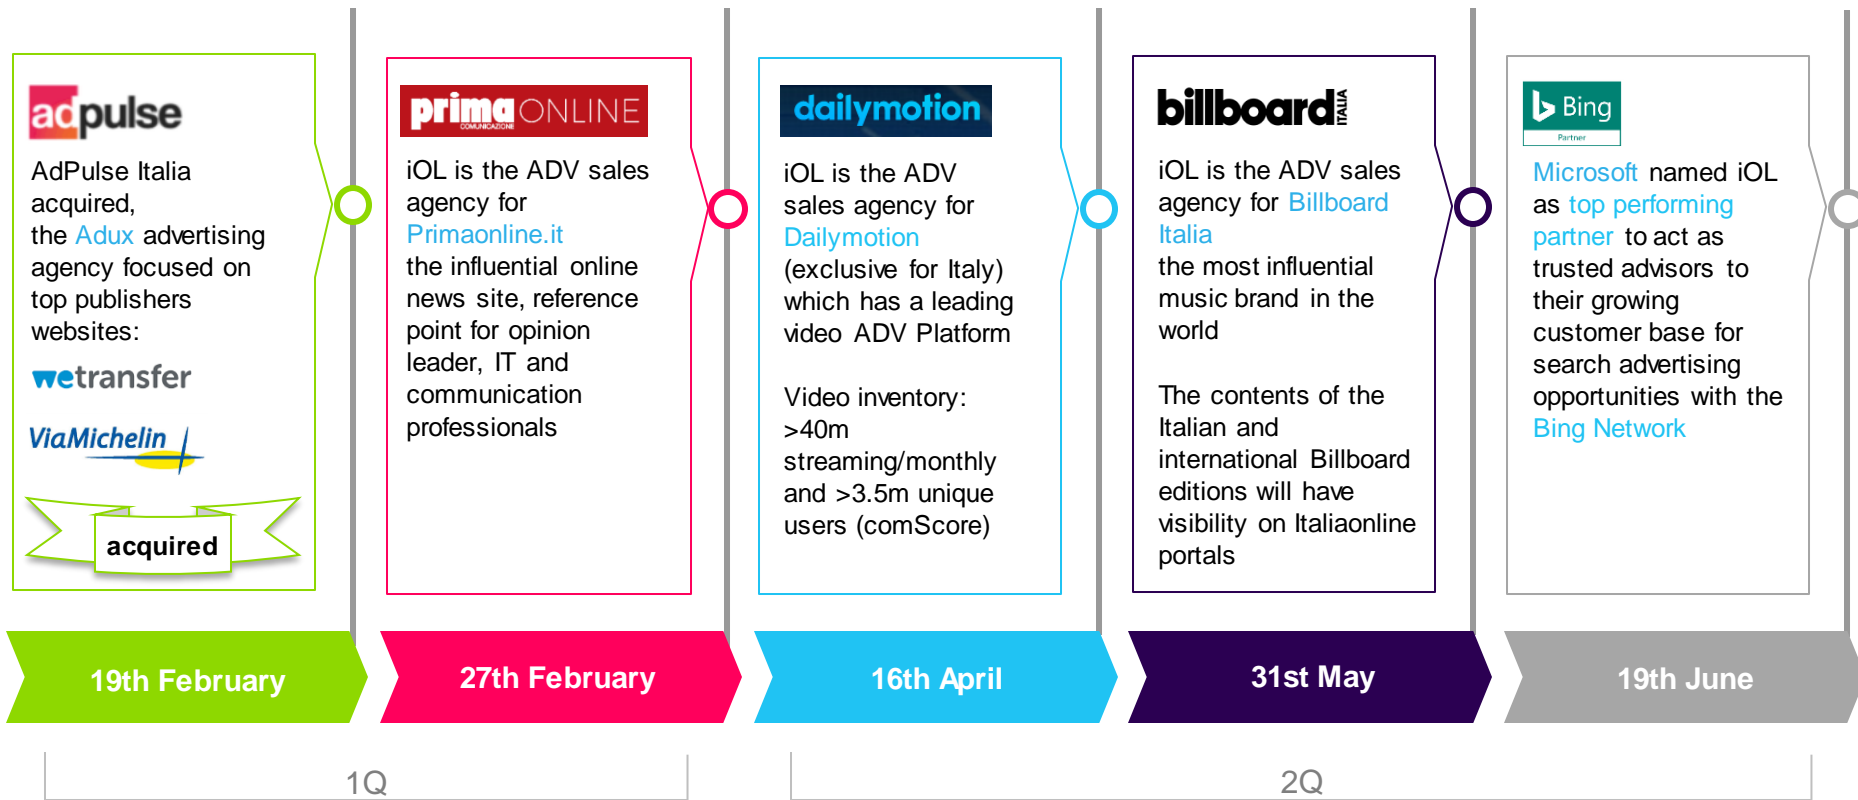 adpulse
AdPulse Italia
acquired,
the Adux advertising
agency focused on
top publishers
websites:
wetransfer
ViaMichelin
acquired
prima ONLINE
COMUNICAZIONE
iOL is the ADV sales
agency for
Primaonline.it
the influential online
news site, reference
point for opinion
leader, IT and
communication
professionals
dailymotion
iOL is the ADV
sales agency for
Dailymotion
(exclusive for Italy)
which has a leading
video ADV Platform
Video inventory:
>40m
streaming/monthly
and >3.5m unique
users (comScore)
billboard ITALIA
iOL is the ADV sales
agency for Billboard
Italia
the most influential
music brand in the
world
The contents of the
Italian and
international Billboard
editions will have
visibility on Italiaonline
portals
Bing
Partner
Microsoft named iOL
as top performing
partner to act as
trusted advisors to
their growing
customer base for
search advertising
opportunities with the
Bing Network
19th February
27th February
16th April
31st May
19th June
1Q
2Q